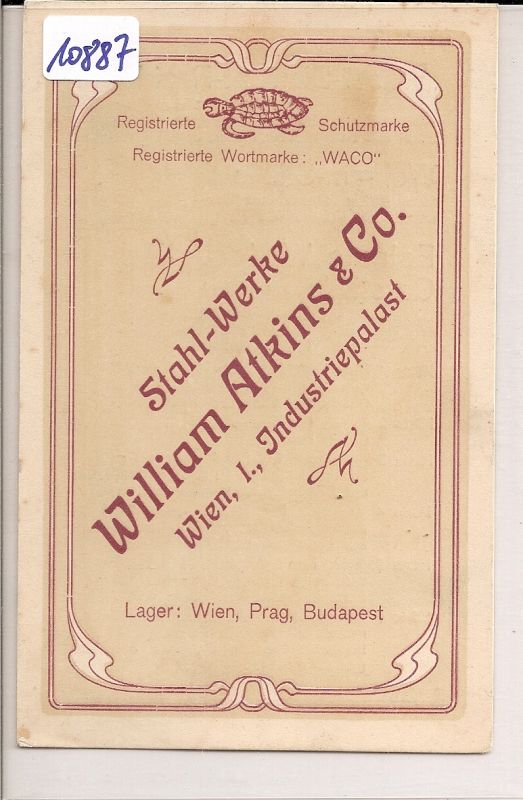 10887
Registrierte Schutzmarke
Registrierte Wortmarke: „WACO"
Stahl-Werke
William Atkins & Co.
Wien, I., Industriepalast
Lager: Wien, Prag, Budapest